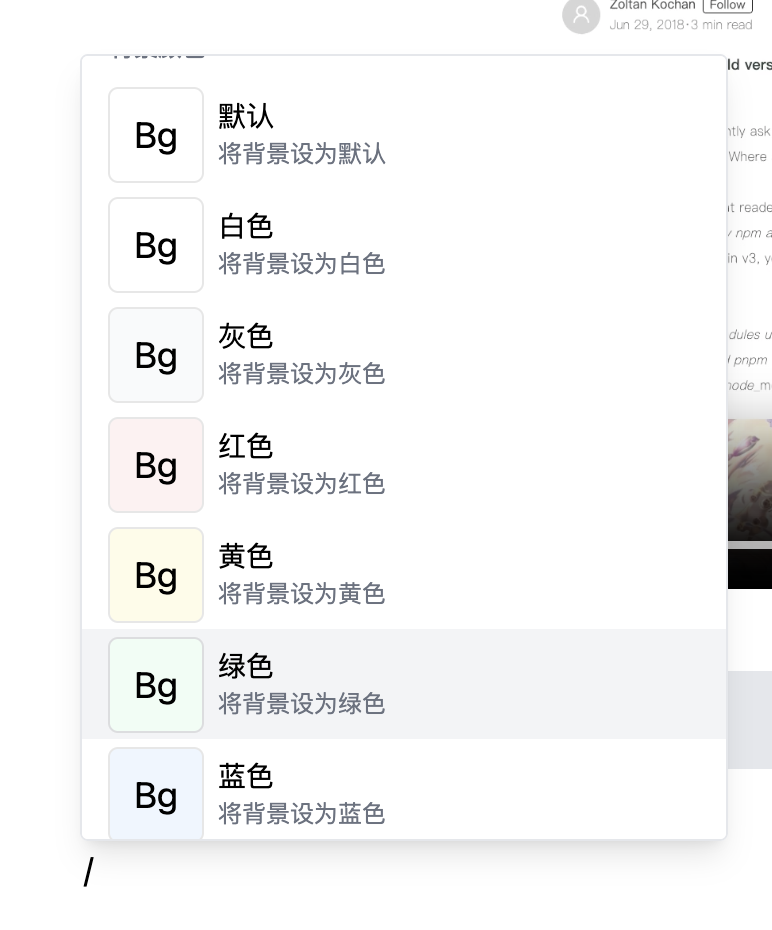 Zoltan Kochan Follow
Jun 29, 2018·3 min read
背景颜色
ld vers
Bg
默认
将背景设为默认
ntly ask
Where
Bg
白色
将背景设为白色
at reade
npm a
in v3, y
Bg
灰色
将背景设为灰色
dules u
pnpm
node_m
Bg
红色
将背景设为红色
Bg
黄色
将背景设为黄色
Bg
绿色
将背景设为绿色
Bg
蓝色
将背景设为蓝色
/